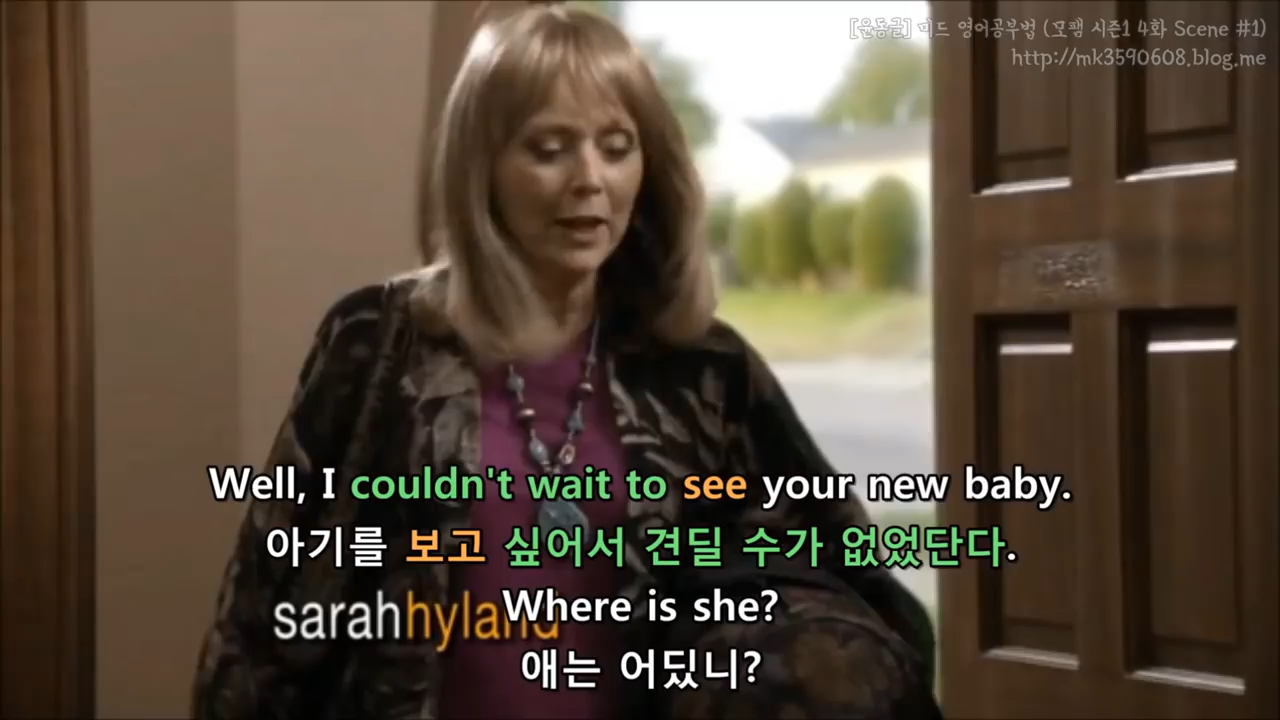 [운동글] 미드 영어공부법 (모팸 시즌1 4화 Scene #1)
http://mk3590608.blog.me
Well, I couldn't wait to see your new baby.
아기를 보고 싶어서 견딜 수가 없었단다.
sarahhyland
Where is she?
애는 어딨니?